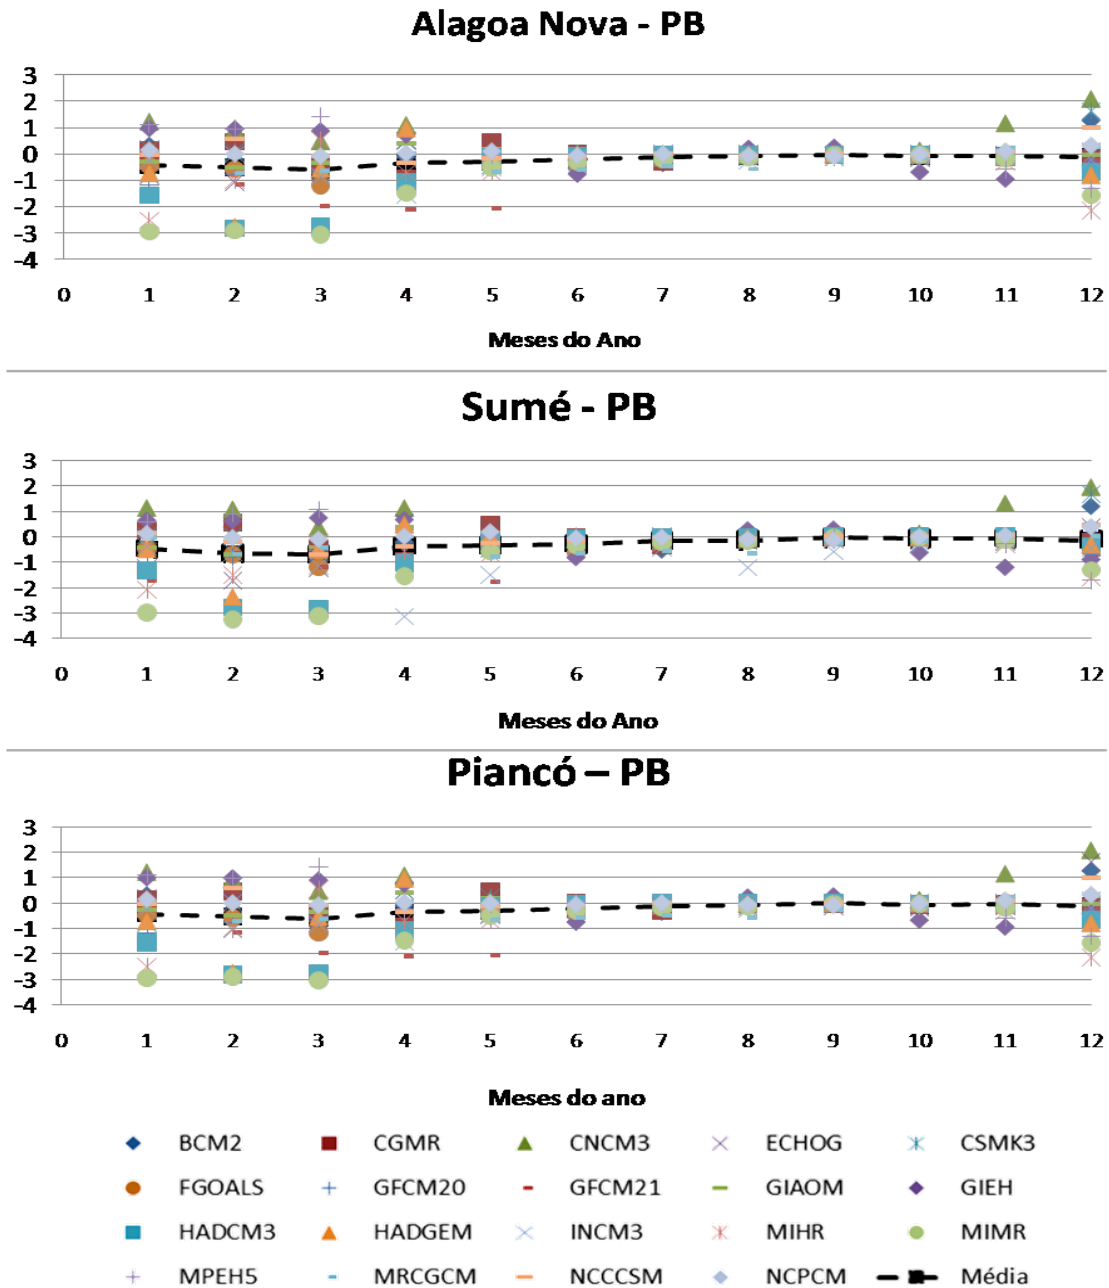 Alagoa Nova - PB
3
2
1
0
-1
-2
-3
-4
0 1 2 3 4 5 6 7 8 9 10 11 12
Meses do Ano
Sumé - PB
3
2
1
0
-1
-2
-3
-4
0 1 2 3 4 5 6 7 8 9 10 11 12
Meses do Ano
Piancó – PB
3
2
1
0
-1
-2
-3
-4
0 1 2 3 4 5 6 7 8 9 10 11 12
Meses do ano
BCM2 CGMR CNCM3 ECHOG CSMK3
FGOALS GFCM20 GFCM21 GIAOM GIEH
HADCM3 HADGEM INCM3 MIHR MIMR
MPEH5 MRCGCM NCCCSM NCPCM Média